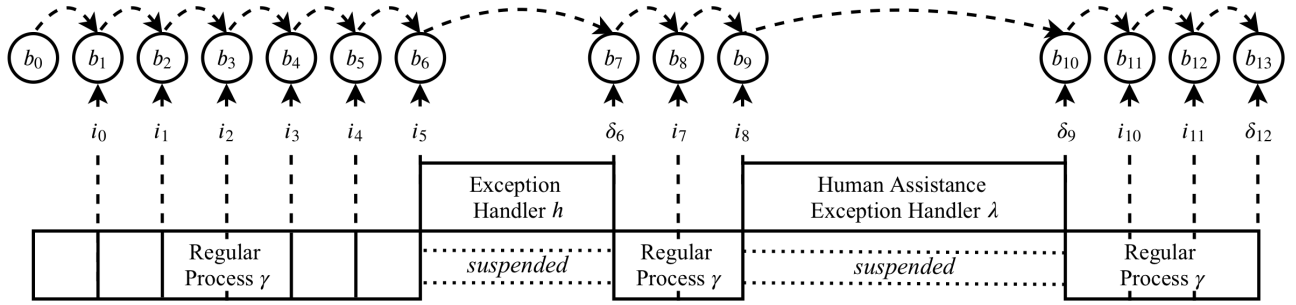 b₀ b₁ b₂ b₃ b₄ b₅ b₆ b₇ b₈ b₉ b₁₀ b₁₁ b₁₂ b₁₃
i₀ i₁ i₂ i₃ i₄ i₅ δ₆ i₇ i₈ δ₉ i₁₀ i₁₁ δ₁₂
Exception
Handler h
Human Assistance
Exception Handler λ
Regular
Process γ
suspended
Regular
Process γ
suspended
Regular
Process γ